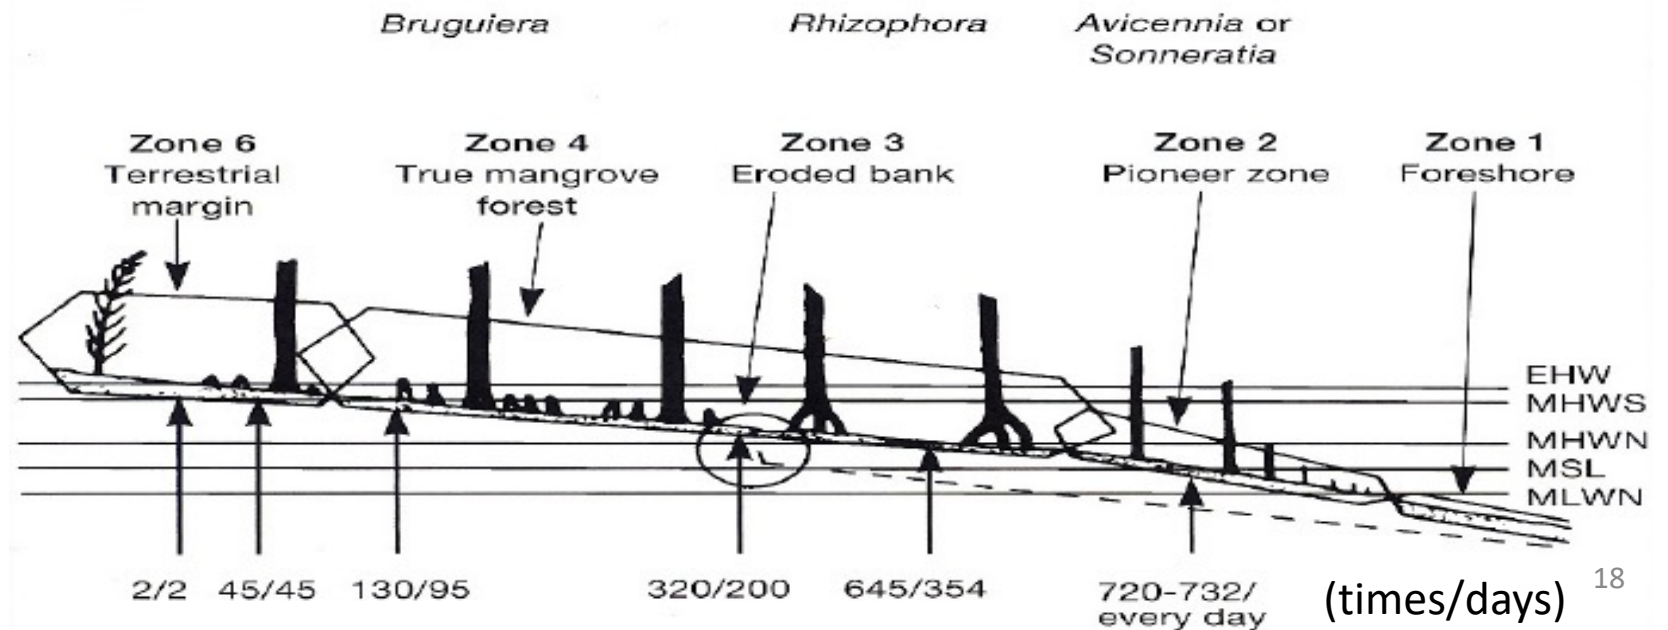 Bruguiera
Rhizophora
Avicennia or
Sonneratia
Zone 6
Terrestrial
margin
Zone 4
True mangrove
forest
Zone 3
Eroded bank
Zone 2
Pioneer zone
Zone 1
Foreshore
EHW
MHWS
MHWN
MSL
MLWN
2/2
45/45
130/95
320/200
645/354
720-732/
every day
(times/days)
18